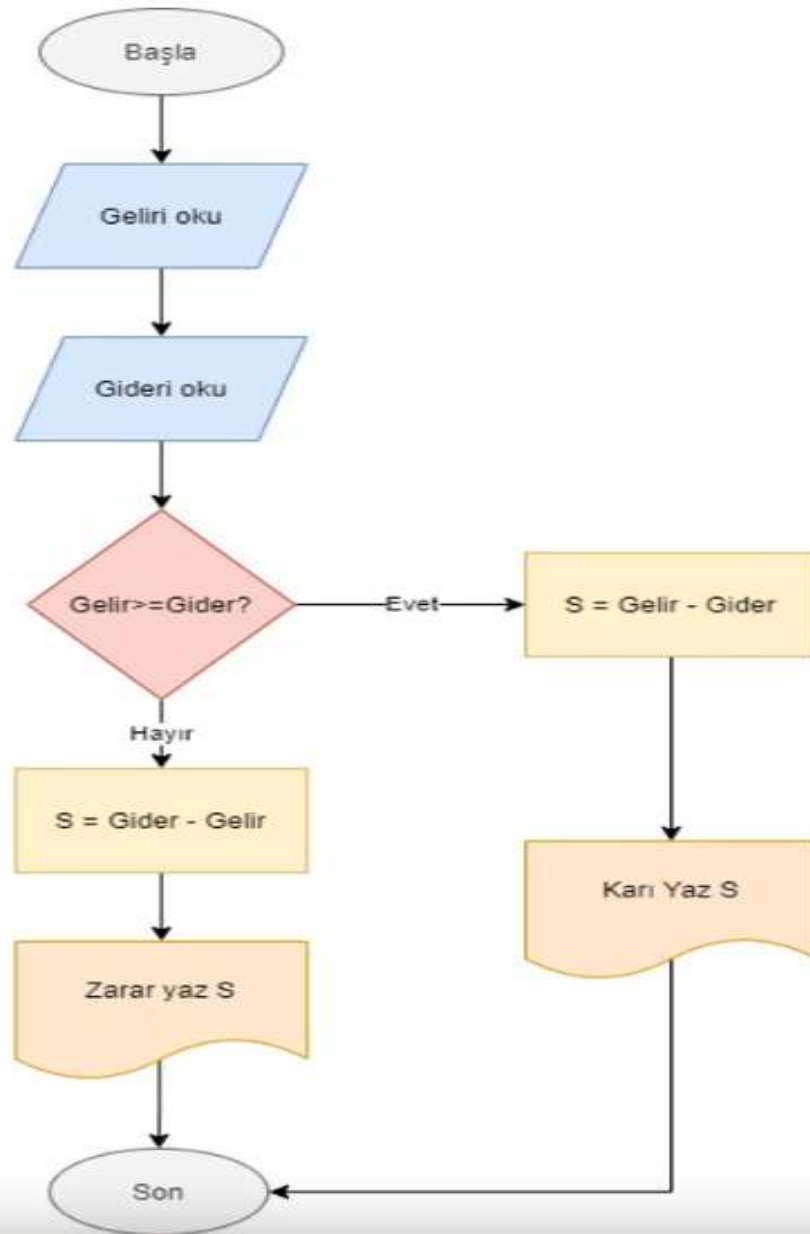 Başla
Geliri oku
Gideri oku
Gelir>=Gider?
Evet
S = Gelir - Gider
Hayır
S = Gider - Gelir
Karı Yaz S
Zarar yaz S
Son